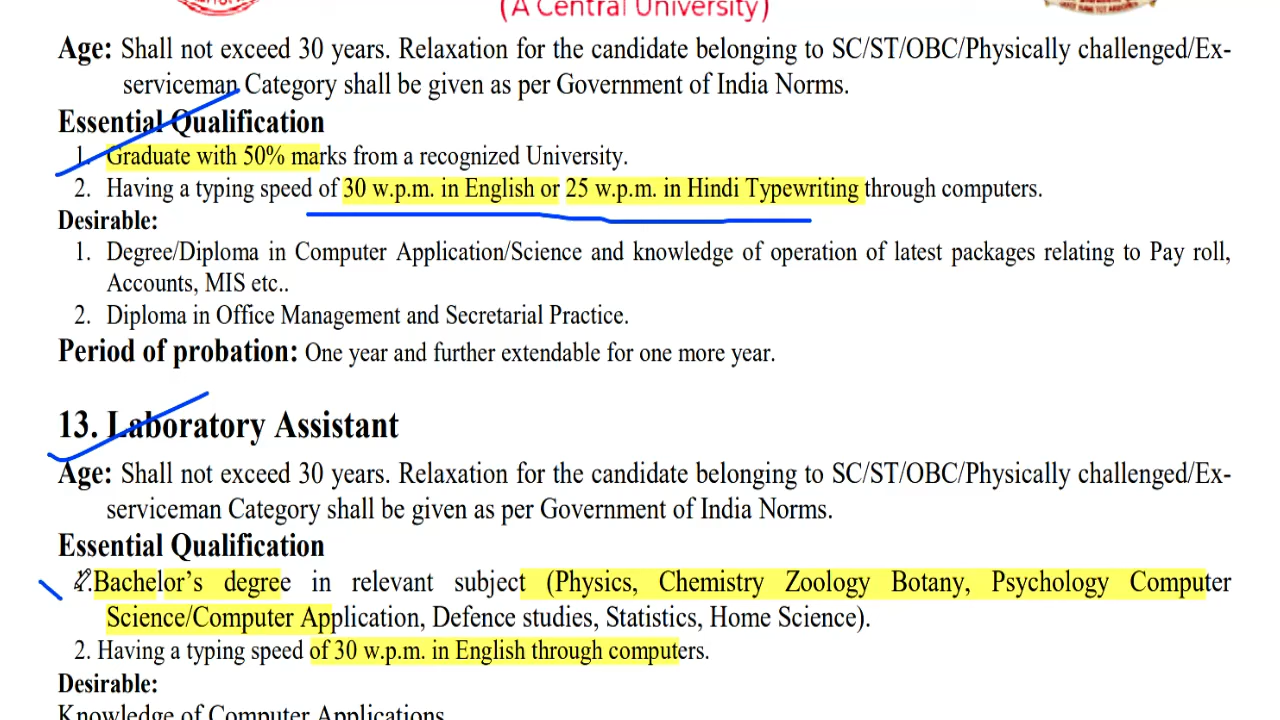 (A Central University)
Age: Shall not exceed 30 years. Relaxation for the candidate belonging to SC/ST/OBC/Physically challenged/Ex-
serviceman Category shall be given as per Government of India Norms.
Essential Qualification
1. Graduate with 50% marks from a recognized University.
2. Having a typing speed of 30 w.p.m. in English or 25 w.p.m. in Hindi Typewriting through computers.
Desirable:
1. Degree/Diploma in Computer Application/Science and knowledge of operation of latest packages relating to Pay roll,
Accounts, MIS etc..
2. Diploma in Office Management and Secretarial Practice.
Period of probation: One year and further extendable for one more year.
13. Laboratory Assistant
Age: Shall not exceed 30 years. Relaxation for the candidate belonging to SC/ST/OBC/Physically challenged/Ex-
serviceman Category shall be given as per Government of India Norms.
Essential Qualification
1. Bachelor's degree in relevant subject (Physics, Chemistry Zoology Botany, Psychology Computer
Science/Computer Application, Defence studies, Statistics, Home Science).
2. Having a typing speed of 30 w.p.m. in English through computers.
Desirable:
Knowledge of Computer Applications